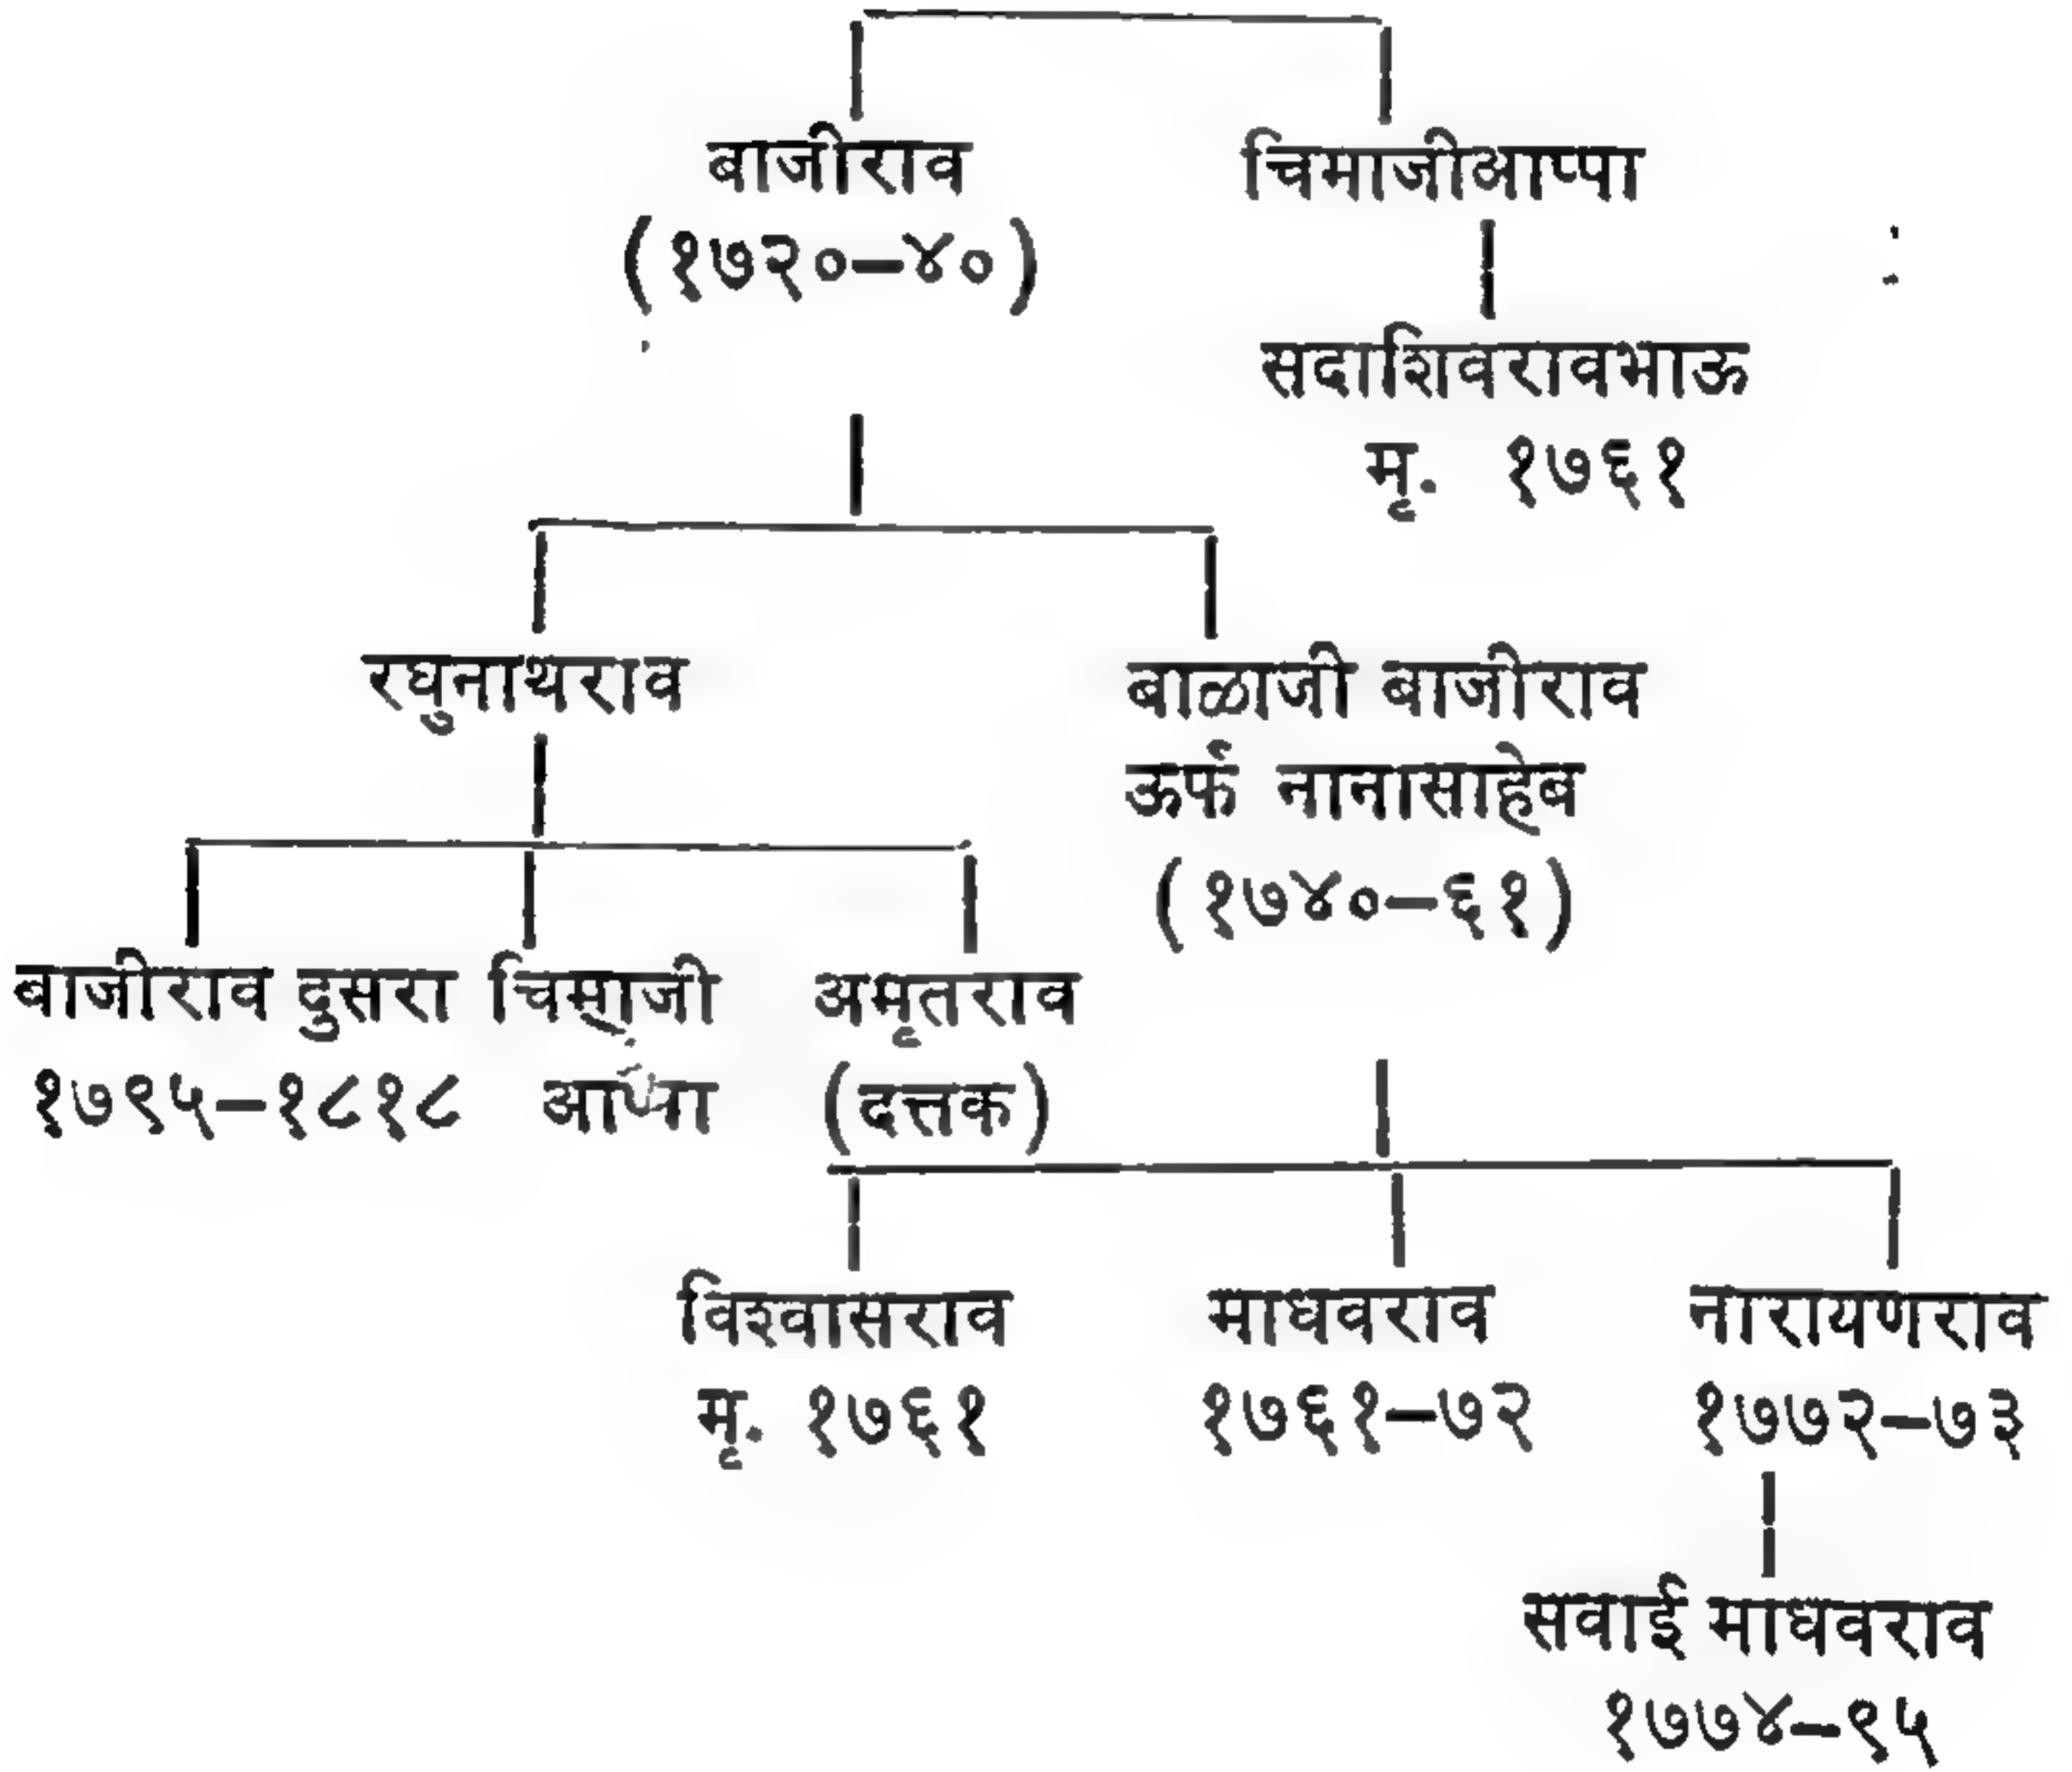 बाजीराव चिमाजीआप्पा
(१७२०–४०)
सदाशिवरावभाऊ
मृ. १७६१
रघुनाथराव बाळाजी बाजीराव
ऊर्फ नानासाहेब
(१७४०–६१)
बाजीराव दुसरा चिमाजी अमृतराव
१७९५–१८१८ आप्पा (दत्तक)
विश्वासराव माधवराव नारायणराव
मृ. १७६१ १७६१–७२ १७७२–७३
सवाई माधवराव
१७७४–९५